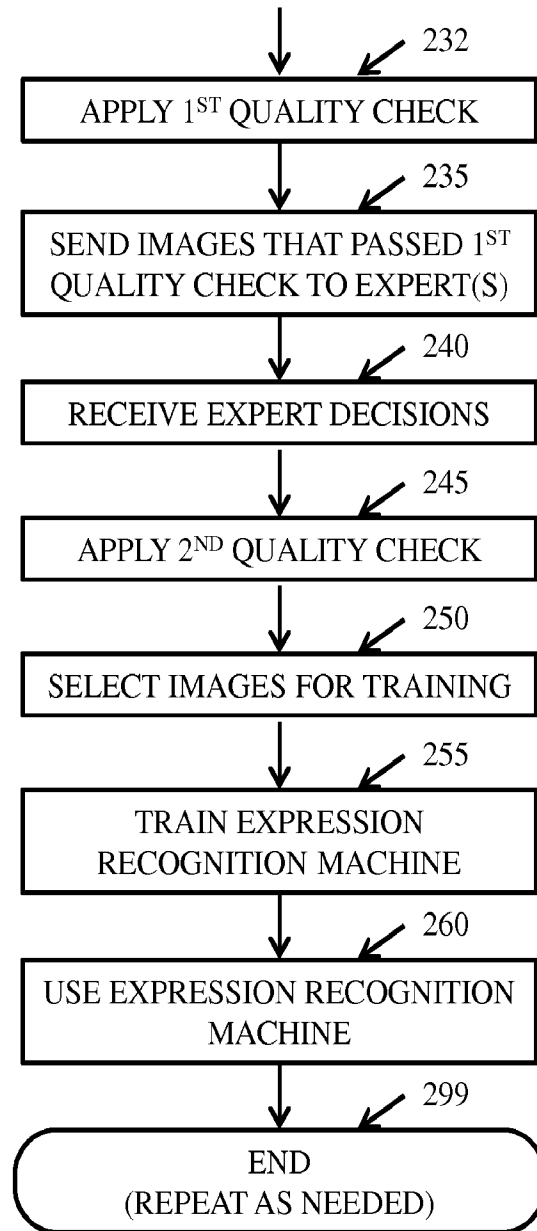 232
APPLY 1ST QUALITY CHECK
235
SEND IMAGES THAT PASSED 1ST
QUALITY CHECK TO EXPERT(S)
240
RECEIVE EXPERT DECISIONS
245
APPLY 2ND QUALITY CHECK
250
SELECT IMAGES FOR TRAINING
255
TRAIN EXPRESSION
RECOGNITION MACHINE
260
USE EXPRESSION RECOGNITION
MACHINE
299
END
(REPEAT AS NEEDED)